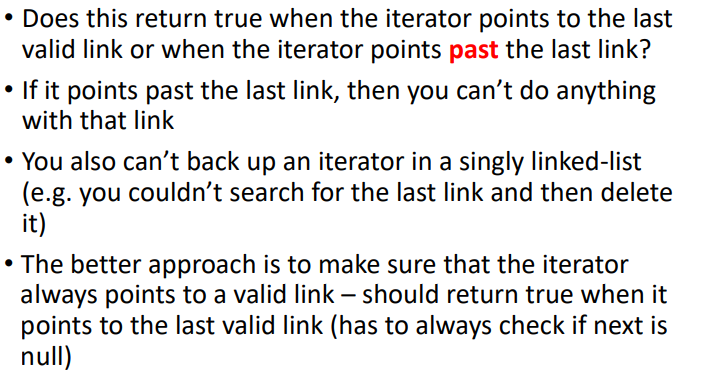 • Does this return true when the iterator points to the last
valid link or when the iterator points past the last link?
• If it points past the last link, then you can’t do anything
with that link
• You also can’t back up an iterator in a singly linked-list
(e.g. you couldn’t search for the last link and then delete
it)
• The better approach is to make sure that the iterator
always points to a valid link – should return true when it
points to the last valid link (has to always check if next is
null)